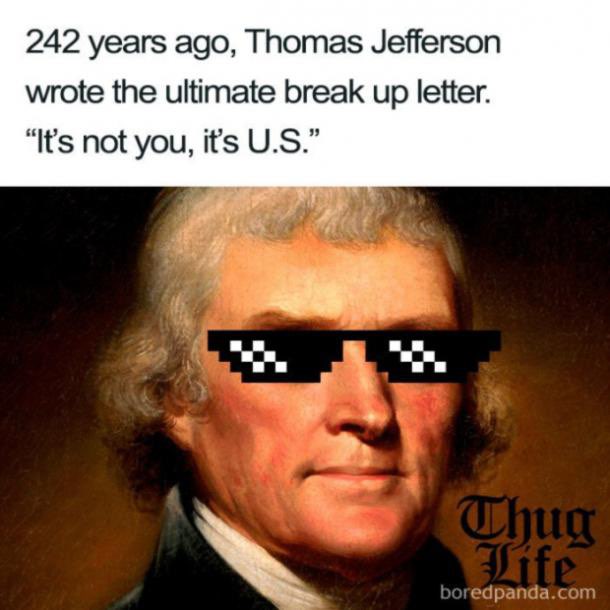 242 years ago, Thomas Jefferson
wrote the ultimate break up letter.
“It’s not you, it’s U.S.”
Thug
Life
boredpanda.com